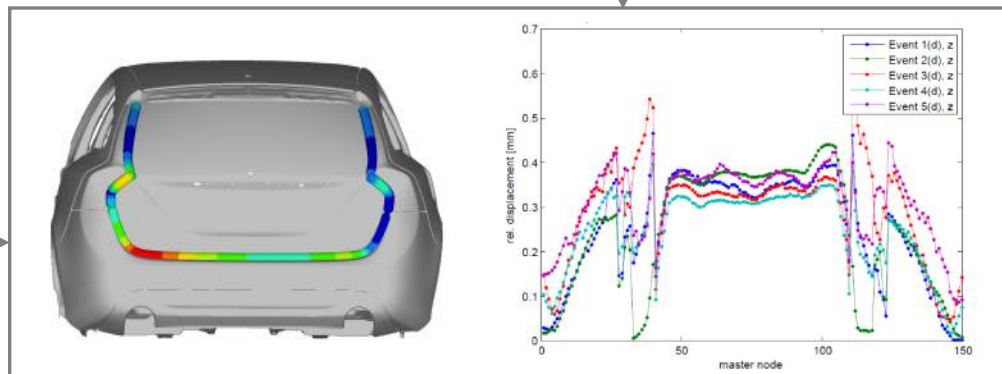 0.7
0.6
0.5
0.4
0.3
0.2
0.1
0
0 50 100 150
rel. displacement [mm]
master node
Event 1(d), z
Event 2(d), z
Event 3(d), z
Event 4(d), z
Event 5(d), z